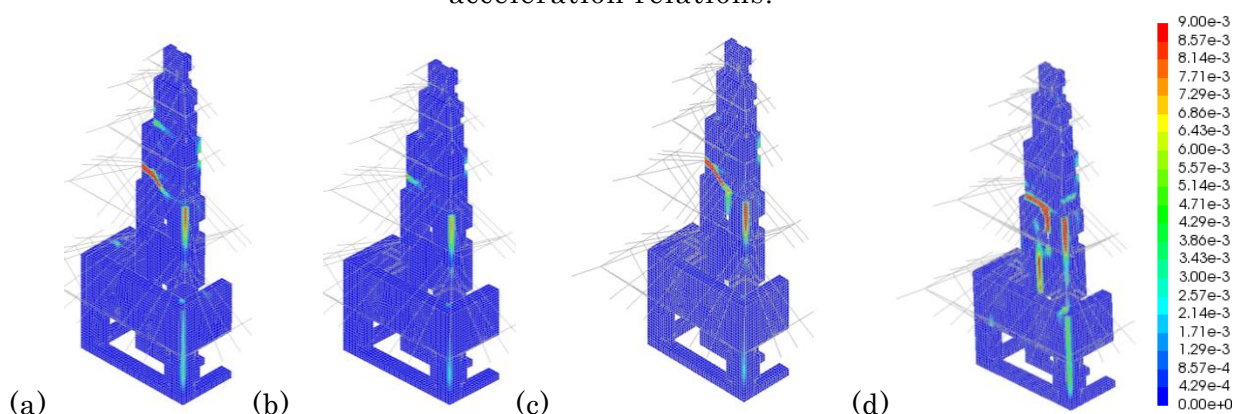 acceleration relations.
9.00e-3
8.57e-3
8.14e-3
7.71e-3
7.29e-3
6.86e-3
6.43e-3
6.00e-3
5.57e-3
5.14e-3
4.71e-3
4.29e-3
3.86e-3
3.43e-3
3.00e-3
2.57e-3
2.14e-3
1.71e-3
1.29e-3
8.57e-4
4.29e-4
0.00e+0
(a) (b) (c) (d)